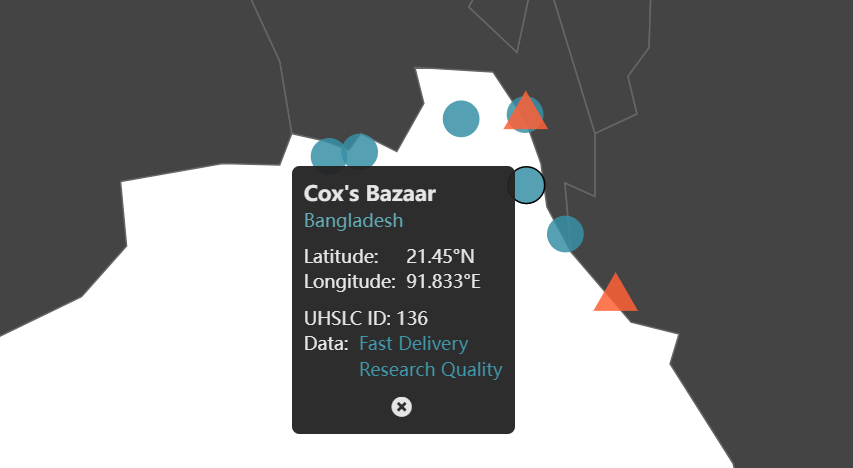 Cox's Bazaar
Bangladesh
Latitude: 21.45°N
Longitude: 91.833°E
UHSLC ID: 136
Data: Fast Delivery
Research Quality